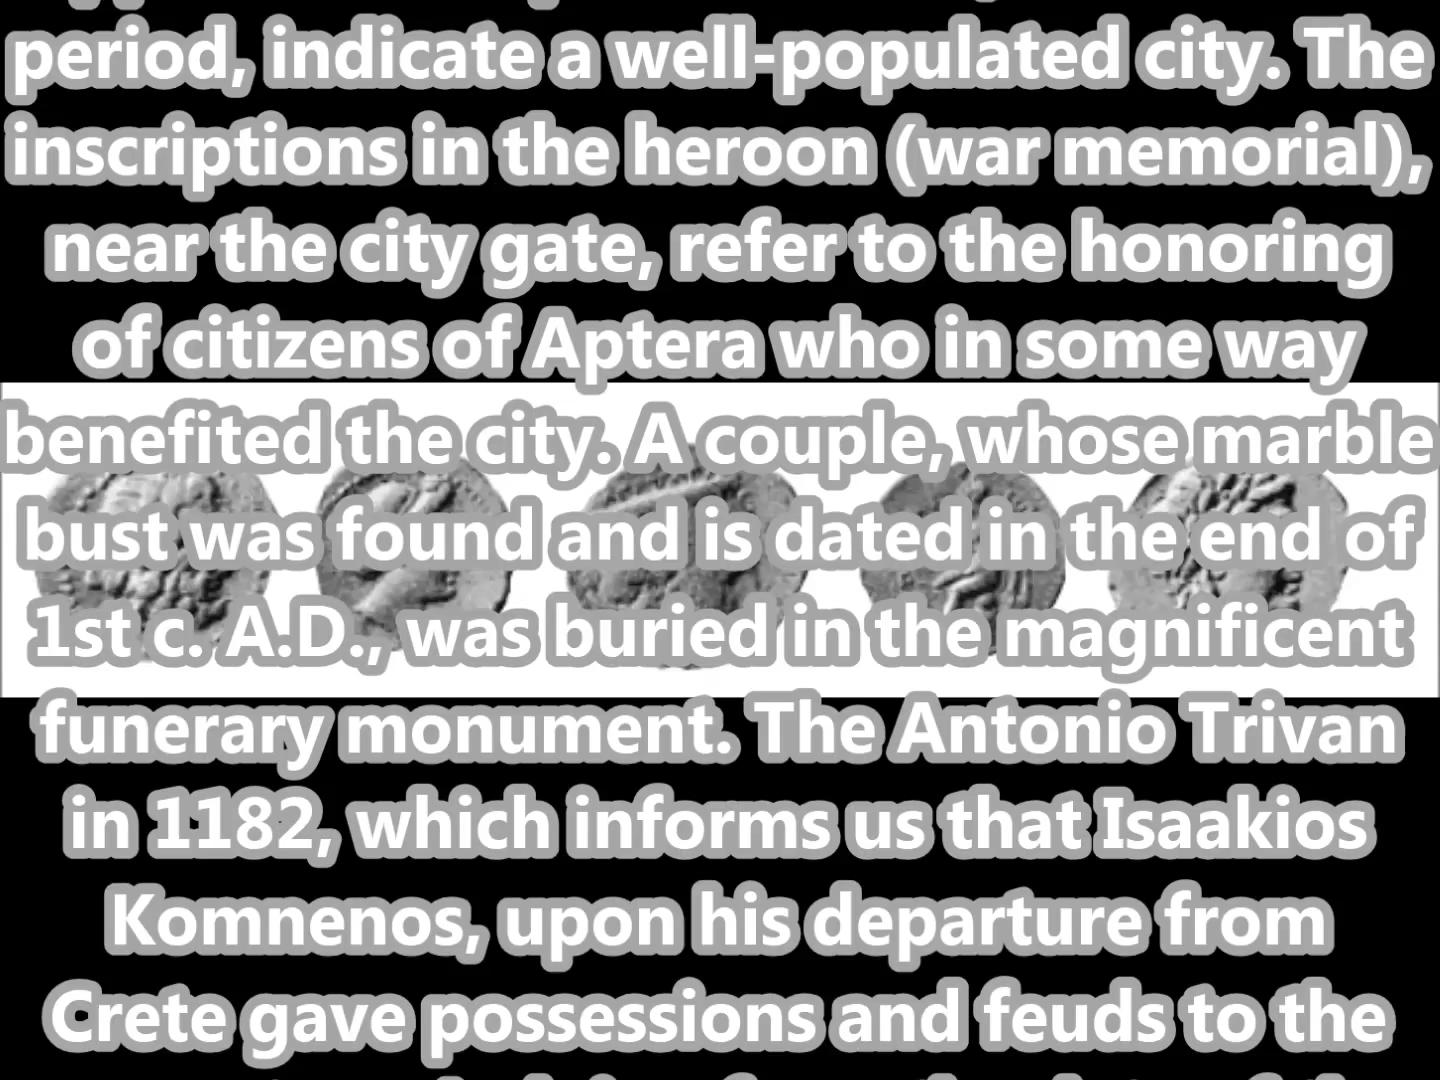 period, indicate a well-populated city. The
inscriptions in the heroon (war memorial),
near the city gate, refer to the honoring
of citizens of Aptera who in some way
benefited the city. A couple, whose marble
bust was found and is dated in the end of
1st c. A.D., was buried in the magnificent
funerary monument. The Antonio Trivan
in 1182, which informs us that Isaakios
Komnenos, upon his departure from
Crete gave possessions and feuds to the